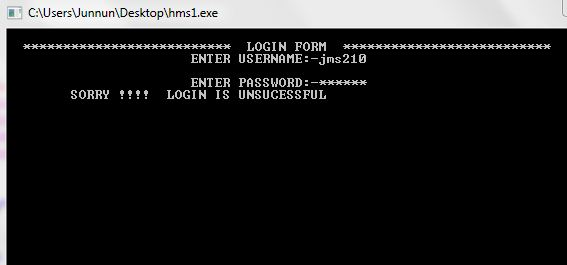 C:\Users\Junnun\Desktop\hms1.exe
************************** LOGIN FORM **************************
ENTER USERNAME:-jms210
ENTER PASSWORD:-******
SORRY !!!! LOGIN IS UNSUCESSFUL